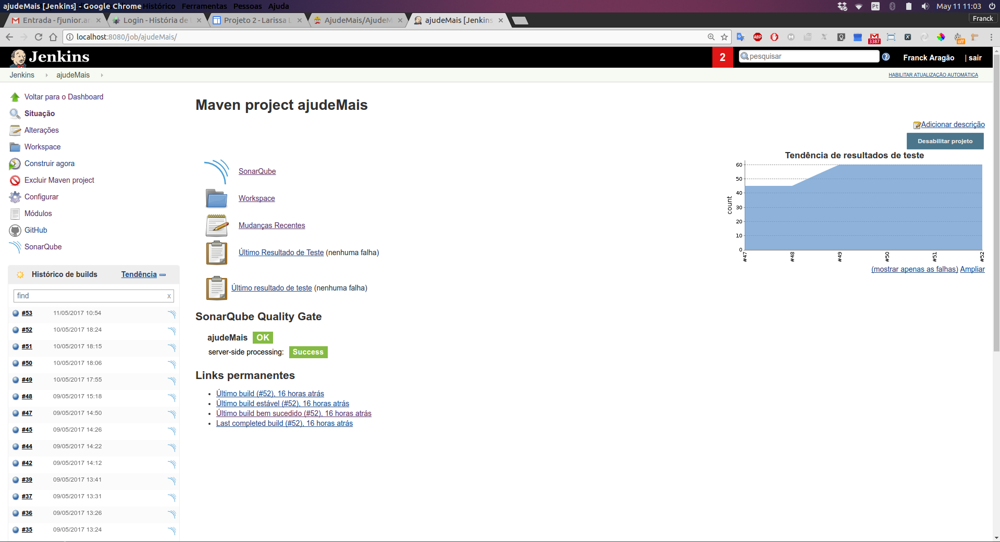 ajudeMais [Jenkins] - Google Chrome Histórico Ferramentas Pessoas Ajuda
Pt May 11 11:03
Entrada - fjunior.ar
Login - História de
Projeto 2 - Larissa L
AjudeMais/AjudeM
ajudeMais [Jenkins
Franck
localhost:8080/job/ajudeMais/
ABP
3387
off
Jenkins
2
pesquisar
Franck Aragão
| sair
Jenkins
ajudeMais
HABILITAR ATUALIZAÇÃO AUTOMÁTICA
Voltar para o Dashboard
Situação
Alterações
Workspace
Construir agora
Excluir Maven project
Configurar
Módulos
GitHub
SonarQube
Histórico de builds
Tendência
find
x
#53 11/05/2017 10:54
#52 10/05/2017 18:24
#51 10/05/2017 18:15
#50 10/05/2017 18:06
#49 10/05/2017 17:55
#48 09/05/2017 15:18
#47 09/05/2017 14:50
#45 09/05/2017 14:26
#44 09/05/2017 14:22
#42 09/05/2017 14:12
#39 09/05/2017 13:41
#37 09/05/2017 13:31
#36 09/05/2017 13:26
#35 09/05/2017 13:24
Maven project ajudeMais
Adicionar descrição
Desabilitar projeto
SonarQube
Workspace
Mudanças Recentes
Último Resultado de Teste (nenhuma falha)
Último resultado de teste (nenhuma falha)
Tendência de resultados de teste
count
60
50
40
30
20
10
0
#47
#48
#49
#50
#51
#52
(mostrar apenas as falhas) Ampliar
SonarQube Quality Gate
ajudeMais OK
server-side processing: Success
Links permanentes
Último build (#52), 16 horas atrás
Último build estável (#52), 16 horas atrás
Último build bem sucedido (#52), 16 horas atrás
Last completed build (#52), 16 horas atrás